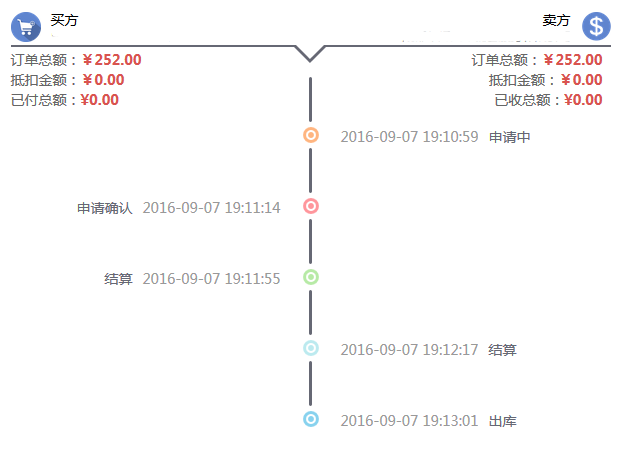 买方
卖方
订单总额：￥252.00
抵扣金额：￥0.00
已付总额：¥0.00
订单总额：￥252.00
抵扣金额：￥0.00
已收总额：¥0.00
2016-09-07 19:10:59 申请中
申请确认 2016-09-07 19:11:14
结算 2016-09-07 19:11:55
2016-09-07 19:12:17 结算
2016-09-07 19:13:01 出库